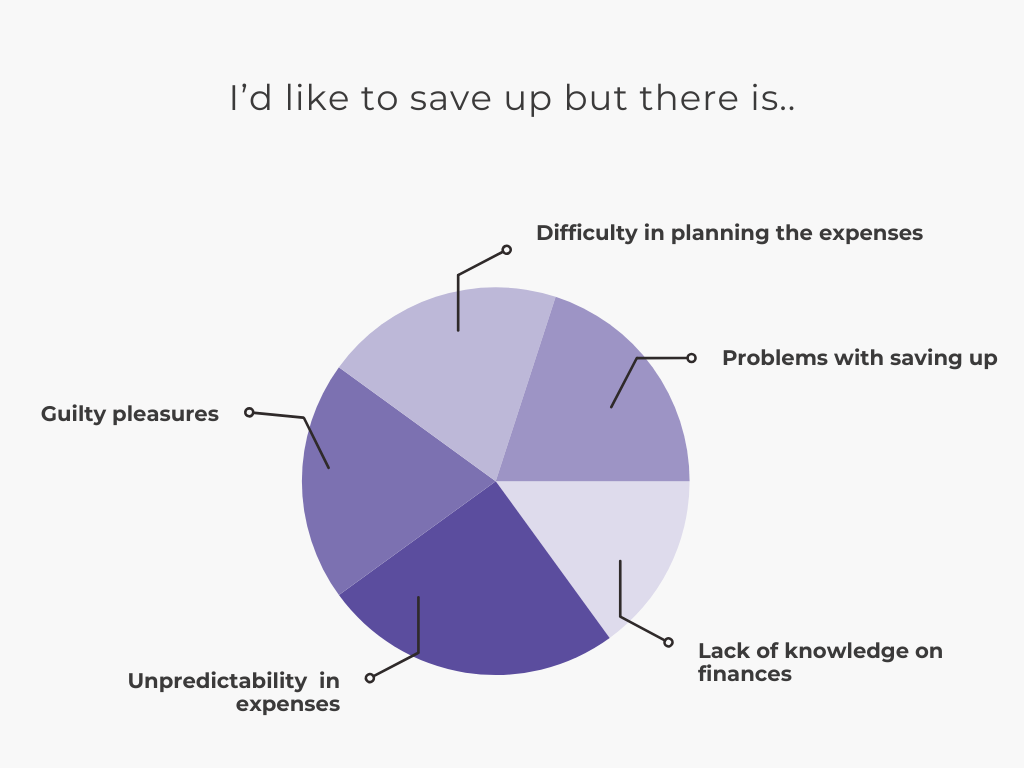 I’d like to save up but there is..
Difficulty in planning the expenses
Problems with saving up
Guilty pleasures
Lack of knowledge on
finances
Unpredictability  in
expenses